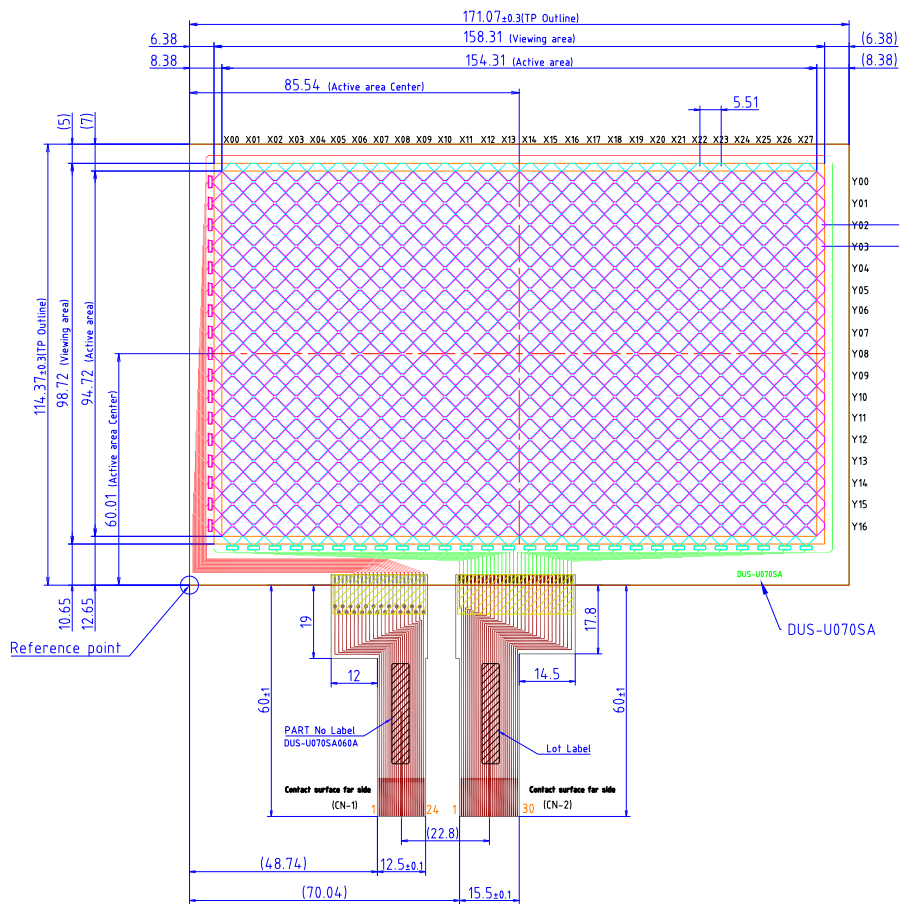 171.07±0.3(TP Outline)
6.38
158.31 (Viewing area)
(6.38)
8.38
154.31 (Active area)
(8.38)
85.54 (Active area Center)
5.51
(5)
(7)
X00 X01 X02 X03 X04 X05 X06 X07 X08 X09 X10 X11 X12 X13 X14 X15 X16 X17 X18 X19 X20 X21 X22 X23 X24 X25 X26 X27
Y00
Y01
Y02
Y03
Y04
Y05
Y06
Y07
Y08
Y09
Y10
Y11
Y12
Y13
Y14
Y15
Y16
114.37±0.3(TP Outline)
98.72 (Viewing area)
94.72 (Active area)
60.01 (Active area Center)
10.65
12.65
DUS-U070SA
DUS-U070SA
Reference point
19
17.8
12
14.5
60±1
60±1
PART No Label
DUS-U070SA060A
Lot Label
Contact surface far side
(CN-1)
Contact surface far side
(CN-2)
1
24
1
30
(22.8)
(48.74)
12.5±0.1
(70.04)
15.5±0.1